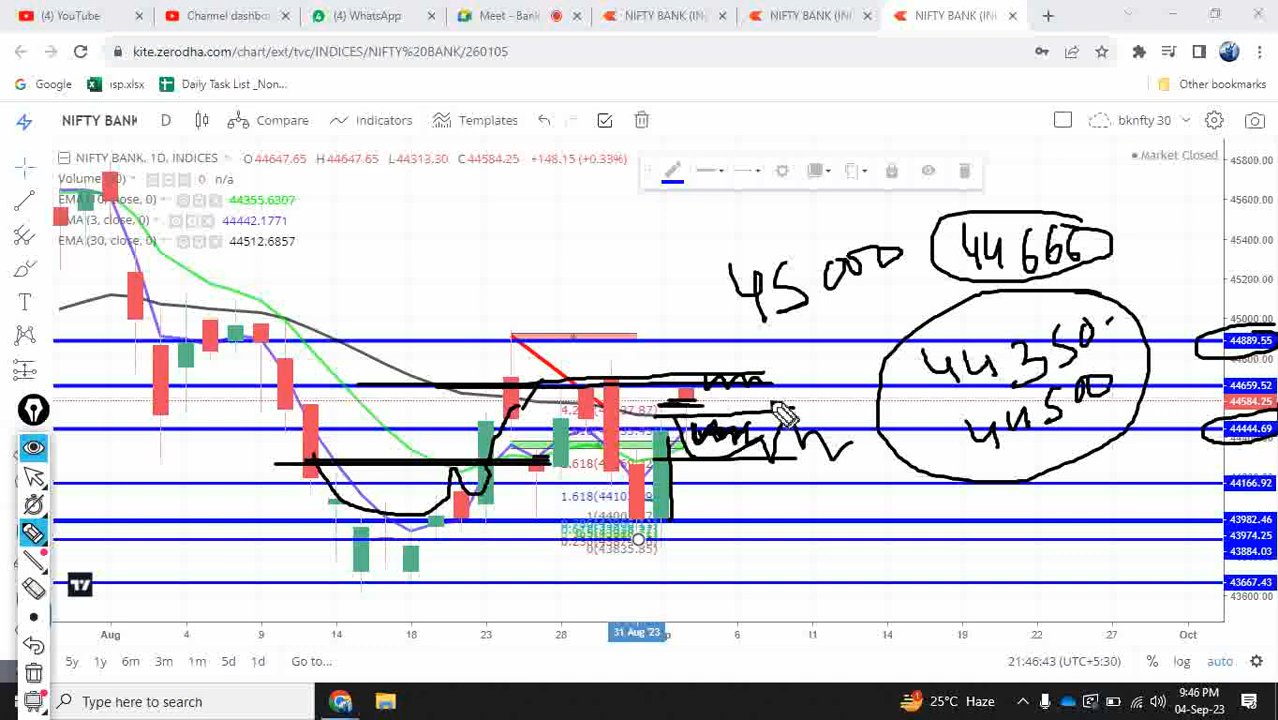 (4) YouTube
Channel dashbo
(4) WhatsApp
Meet – Bank
NIFTY BANK (IN
NIFTY BANK (IN
NIFTY BANK (IN
kite.zerodha.com/chart/ext/tvc/INDICES/NIFTY%20BANK/260105
Google
ısp.xlsx
Daily Task List _Non...
Other bookmarks
NIFTY BANK
D
Compare
Indicators
Templates
bknfty 30
NIFTY BANK, 1D, INDICES
O44647.65 H44647.65 L44313.30 C44584.25 +148.15 (+0.33%)
Market Closed
0 n/a
44355.6307
EMA (3, close, 0) 44442.1771
EMA (30, close, 0) 44512.6857
45000
44666
44350
44500
45800.00
45600.00
45400.00
45200.00
45000.00
44889.55
44659.52
44584.25
44444.69
44166.92
43982.46
43974.25
43884.03
43667.43
43600.00
0(43835.85)
Aug
4
9
14
18
23
28
31 Aug '23
6
11
14
19
22
27
Oct
5y 1y 6m 3m 1m 5d 1d Go to...
21:46:43 (UTC+5:30) % log auto
Type here to search
25°C Haze
9:46 PM
04-Sep-23